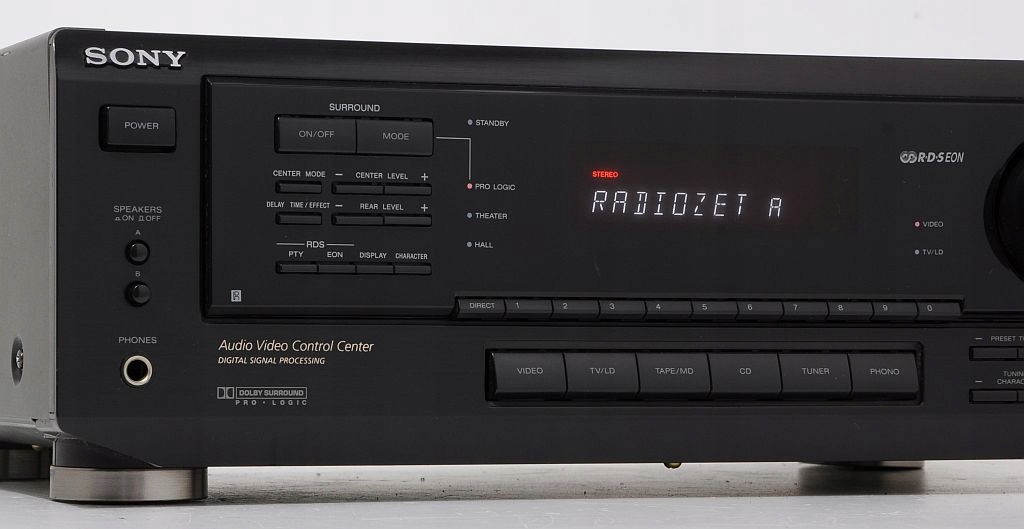 SONY
POWER
SPEAKERS
ON OFF
A
B
PHONES
SURROUND
ON/OFF MODE
CENTER MODE − CENTER LEVEL +
DELAY TIME/EFFECT − REAR LEVEL +
RDS
PTY EON DISPLAY CHARACTER
STANDBY
PRO LOGIC
THEATER
HALL
STEREO
RADIOZET A
R·D·S EON
VIDEO
TV/LD
DIRECT 1 2 3 4 5 6 7 8 9 0
Audio Video Control Center
DIGITAL SIGNAL PROCESSING
DOLBY SURROUND
PRO • LOGIC
VIDEO TV/LD TAPE/MD CD TUNER PHONO
− PRESET
−